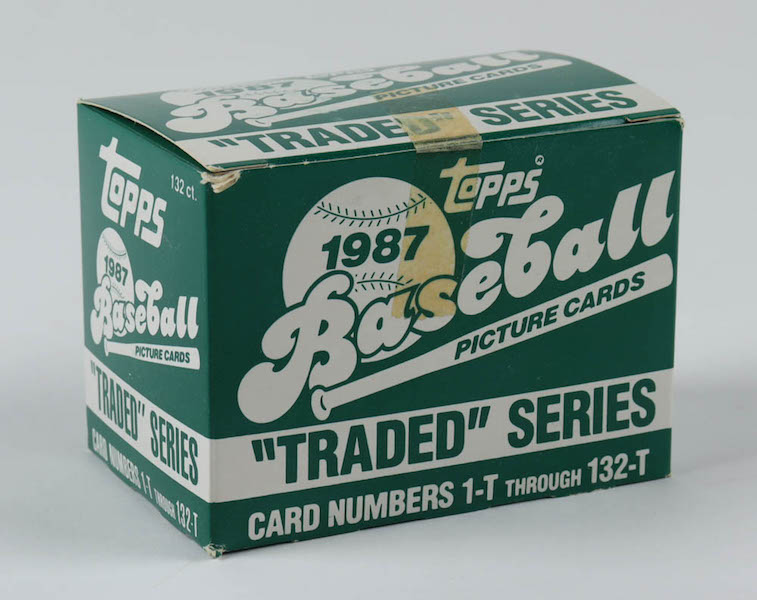 1987
Baseball
PICTURE CARDS
"TRADED" SERIES
132 ct.
TOPPS
1987
Baseball
PICTURE CARDS
"TRADED" SERIES
CARD NUMBERS 1-T THROUGH 132-T
TOPPS®
1987
Baseball
PICTURE CARDS
"TRADED" SERIES
CARD NUMBERS 1-T THROUGH 132-T